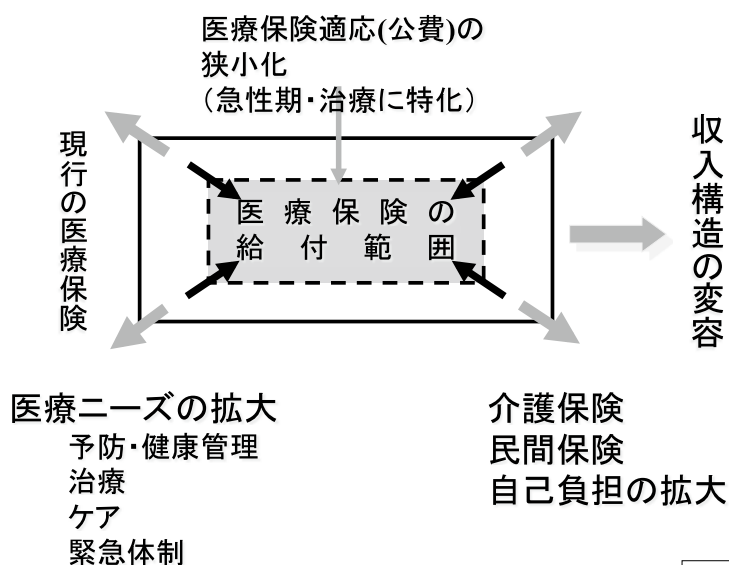 医療保険適応(公費)の
狭小化
（急性期・治療に特化）
現行の医療保険
医療保険の
給付範囲
収入構造の変容
医療ニーズの拡大
予防・健康管理
治療
ケア
緊急体制
介護保険
民間保険
自己負担の拡大